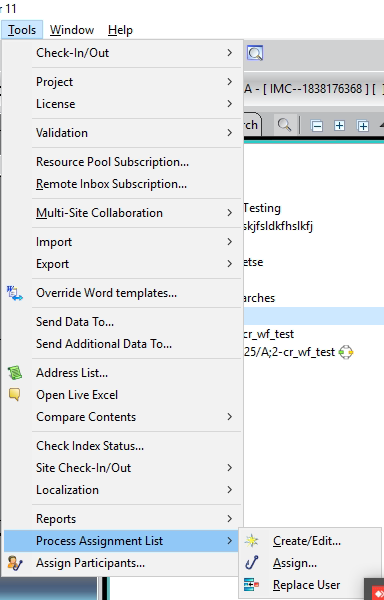 r 11
Tools Window Help
Check-In/Out
A - [ IMC--1838176368 ] [
Project
License
rch
Validation
Resource Pool Subscription...
Remote Inbox Subscription...
Multi-Site Collaboration
Testing
skjfsldkfhslkfj
Import
Export
etse
Override Word templates...
arches
Send Data To...
cr_wf_test
Send Additional Data To...
25/A;2-cr_wf_test
Address List...
Open Live Excel
Compare Contents
Check Index Status...
Site Check-In/Out
Localization
Reports
Process Assignment List
Create/Edit...
Assign Participants...
Assign...
Replace User